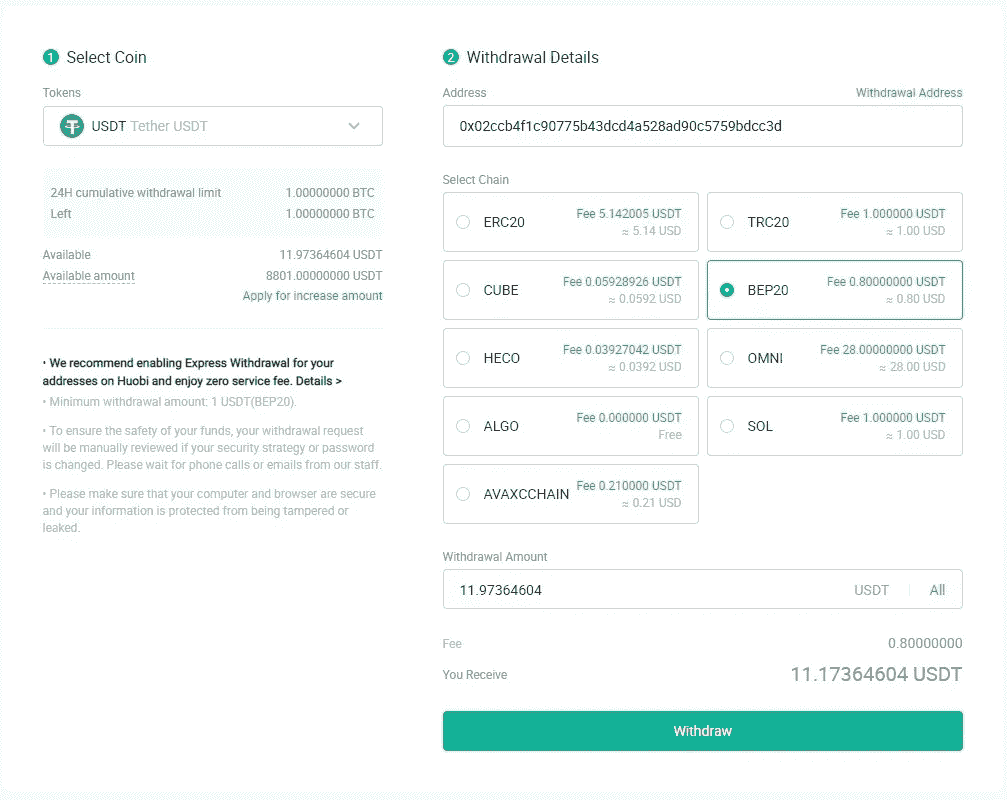 1 Select Coin
Tokens
USDT Tether USDT
24H cumulative withdrawal limit 1.00000000 BTC
Left 1.00000000 BTC
Available 11.97364604 USDT
Available amount 8801.00000000 USDT
Apply for increase amount
• We recommend enabling Express Withdrawal for your
addresses on Huobi and enjoy zero service fee. Details >
• Minimum withdrawal amount: 1 USDT(BEP20).
• To ensure the safety of your funds, your withdrawal request
will be manually reviewed if your security strategy or password
is changed. Please wait for phone calls or emails from our staff.
• Please make sure that your computer and browser are secure
and your information is protected from being tampered or
leaked.
2 Withdrawal Details
Address Withdrawal Address
0x02ccb4f1c90775b43dcd4a528ad90c5759bdcc3d
Select Chain
ERC20 Fee 5.142005 USDT
≈ 5.14 USD
TRC20 Fee 1.000000 USDT
≈ 1.00 USD
CUBE Fee 0.05928926 USDT
≈ 0.0592 USD
BEP20 Fee 0.80000000 USDT
≈ 0.80 USD
HECO Fee 0.03927042 USDT
≈ 0.0392 USD
OMNI Fee 28.00000000 USDT
≈ 28.00 USD
ALGO Fee 0.000000 USDT
Free
SOL Fee 1.000000 USDT
≈ 1.00 USD
AVAXCCHAIN Fee 0.210000 USDT
≈ 0.21 USD
Withdrawal Amount
11.97364604 USDT All
Fee 0.80000000
You Receive 11.17364604 USDT
Withdraw